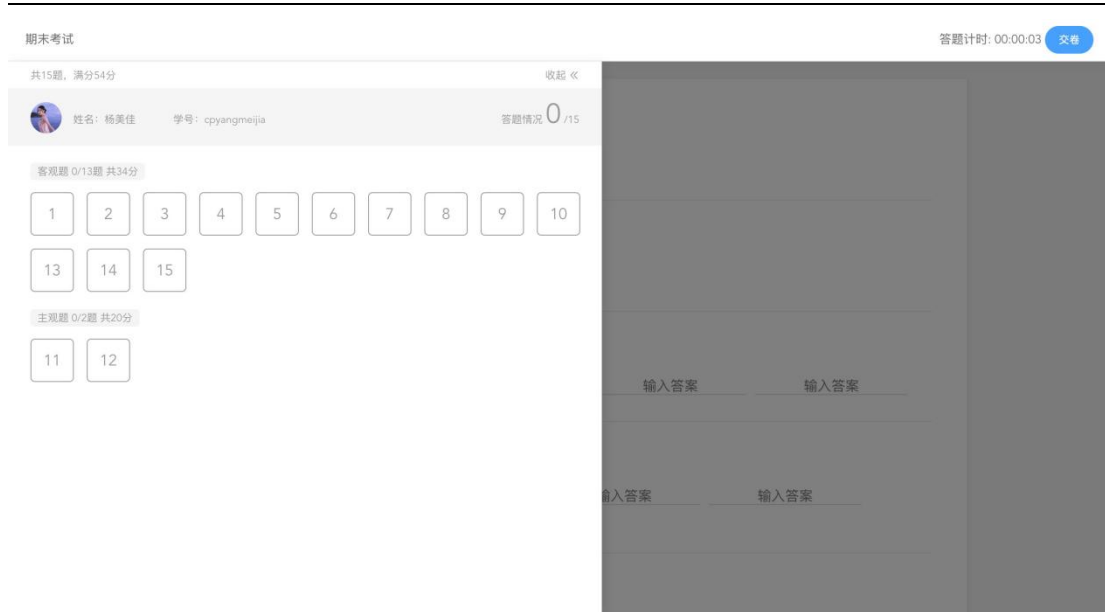 期末考试 答题计时: 00:00:03 交卷
共15题，满分54分 收起 《
姓名：杨美佳 学号：cpyangmeijia 答题情况 0 /15
客观题 0/13题 共34分
1 2 3 4 5 6 7 8 9 10
13 14 15
主观题 0/2题 共20分
11 12
输入答案 输入答案
输入答案 输入答案